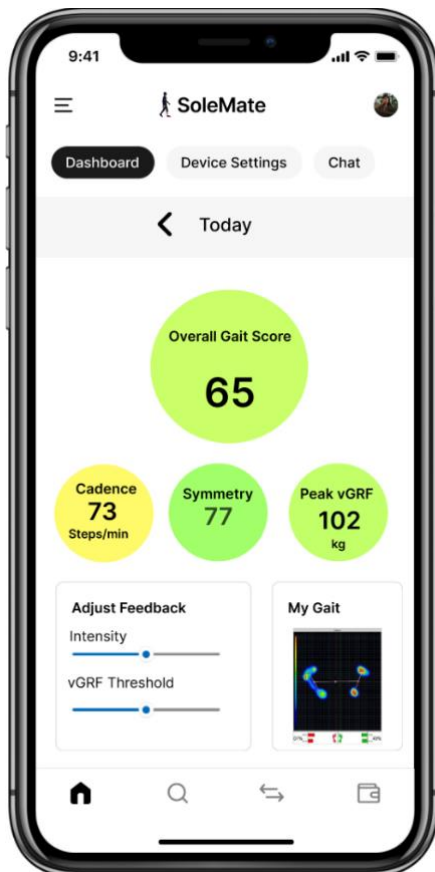 9:41
SoleMate
Dashboard Device Settings Chat
Today
Overall Gait Score
65
Cadence
73
Steps/min
Symmetry
77
Peak vGRF
102
kg
Adjust Feedback
Intensity
vGRF Threshold
My Gait